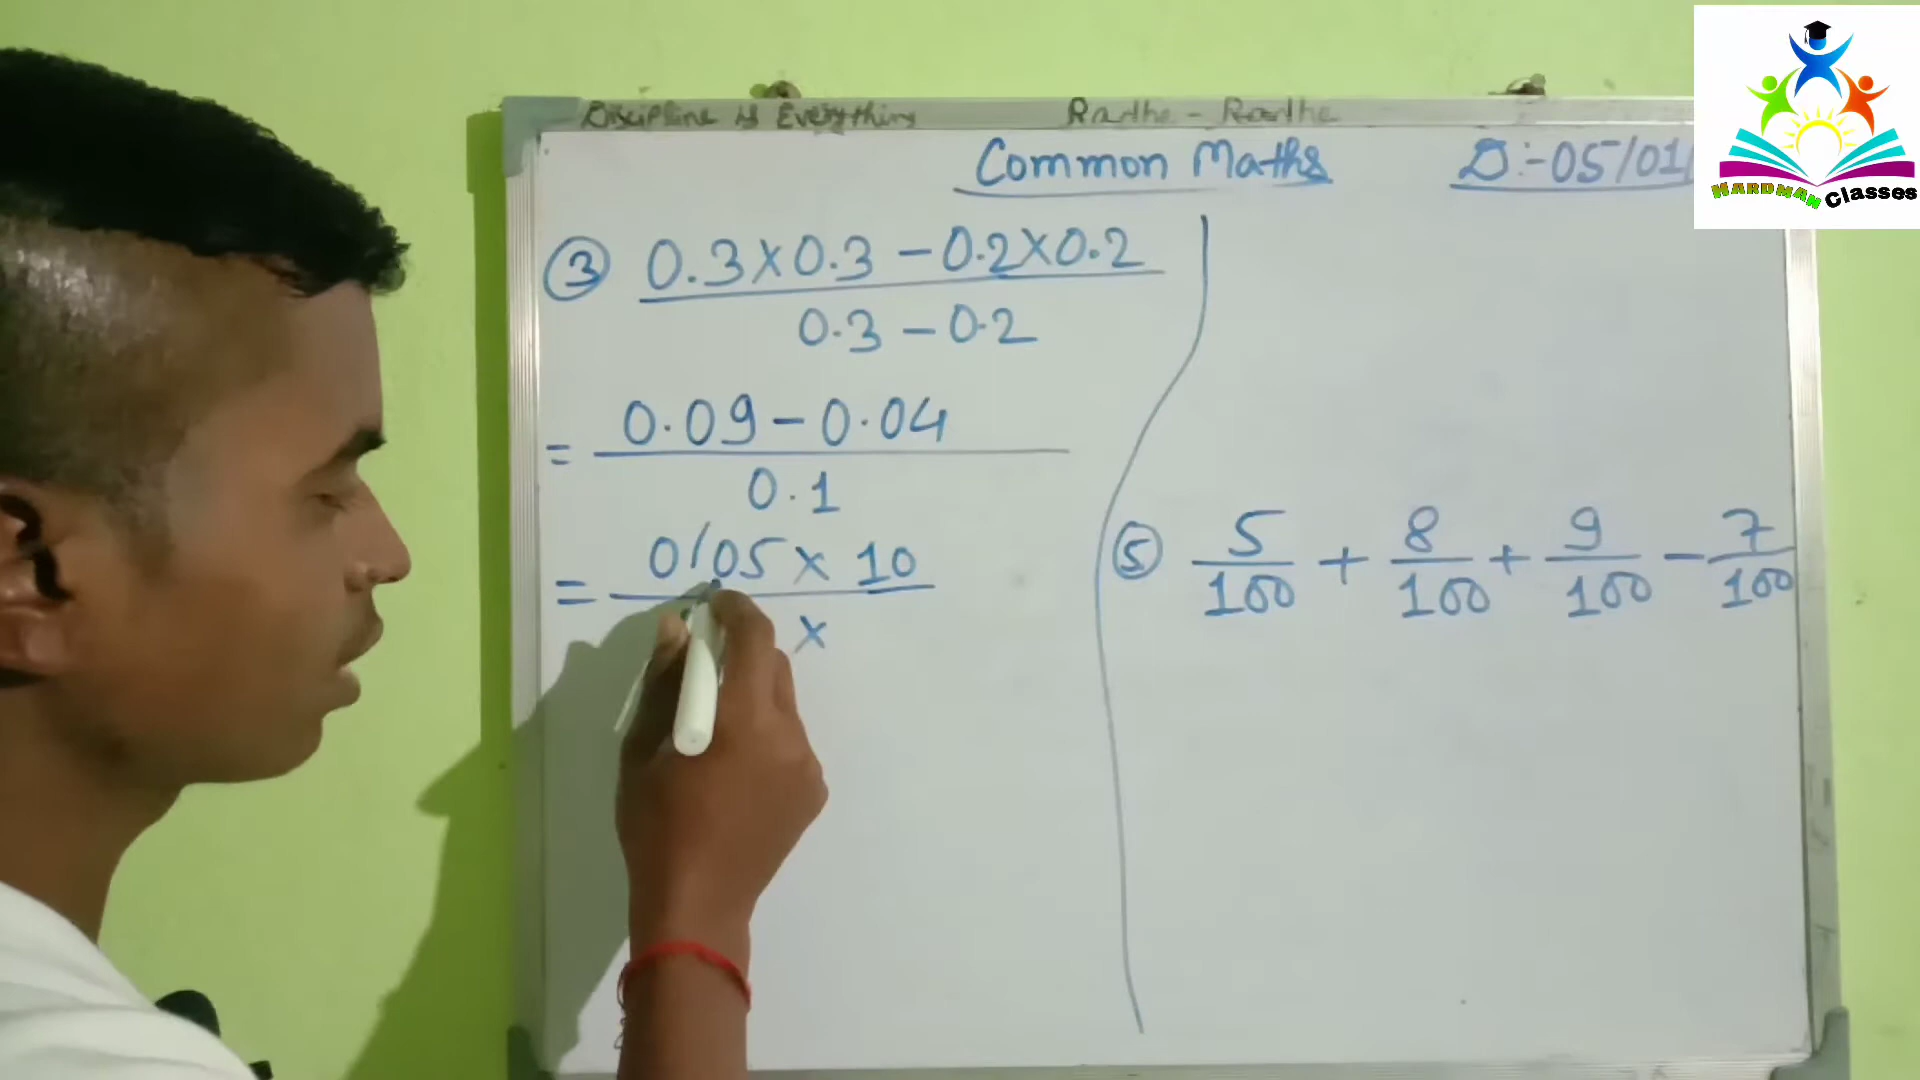 Discipline is Everything Radhe - Radhe
Common Maths D:-05/01/
③ 0.3×0.3 - 0.2×0.2
0.3 - 0.2
= 0.09 - 0.04
0.1
= 0/05 × 10
×
⑤ 5/100 + 8/100 + 9/100 - 7/100
HARDMAN Classes